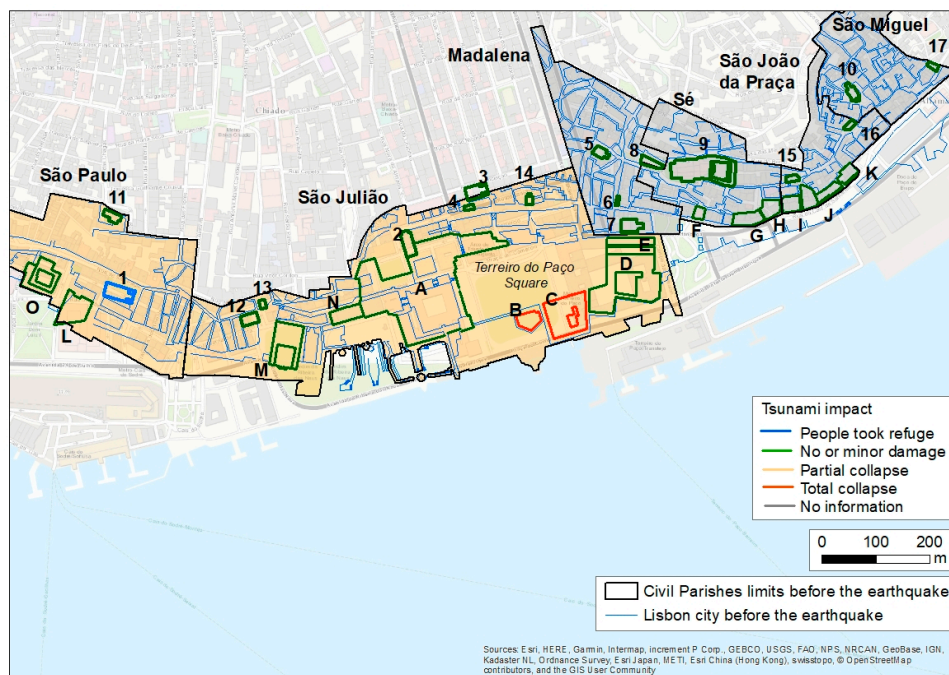 São Miguel
17
Madalena
São João
da Praça
10
Sé
16
5
8
9
15
São Paulo
3
14
K
11
São Julião
4
6
J
Chiado
7
F
H
I
G
2
E
Terreiro do Paço
Square
D
1
13
N
A
B
C
12
O
L
M
Tsunami impact
People took refuge
No or minor damage
Partial collapse
Total collapse
No information
0 100 200
m
Civil Parishes limits before the earthquake
Lisbon city before the earthquake
Sources: Esri, HERE, Garmin, Intermap, increment P Corp., GEBCO, USGS, FAO, NPS, NRCAN, GeoBase, IGN,
Kadaster NL, Ordnance Survey, Esri Japan, METI, Esri China (Hong Kong), swisstopo, © OpenStreetMap
contributors, and the GIS User Community